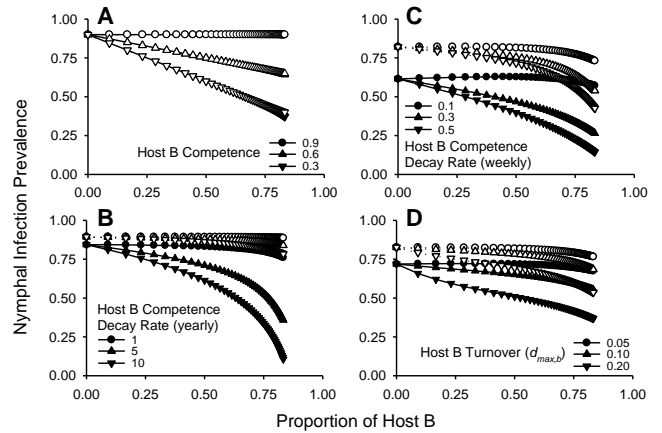 Nymphal Infection Prevalence
A
1.00
0.75
0.50
0.25
0.00
0.00 0.25 0.50 0.75 1.00
Host B Competence
0.9
0.6
0.3
B
1.00
0.75
0.50
0.25
0.00
0.00 0.25 0.50 0.75 1.00
Host B Competence
Decay Rate (yearly)
1
5
10
C
1.00
0.75
0.50
0.25
0.00
0.00 0.25 0.50 0.75 1.00
0.1
0.3
0.5
Host B Competence
Decay Rate (weekly)
D
1.00
0.75
0.50
0.25
0.00
0.00 0.25 0.50 0.75 1.00
Host B Turnover (dmax,b)
0.05
0.10
0.20
Proportion of Host B